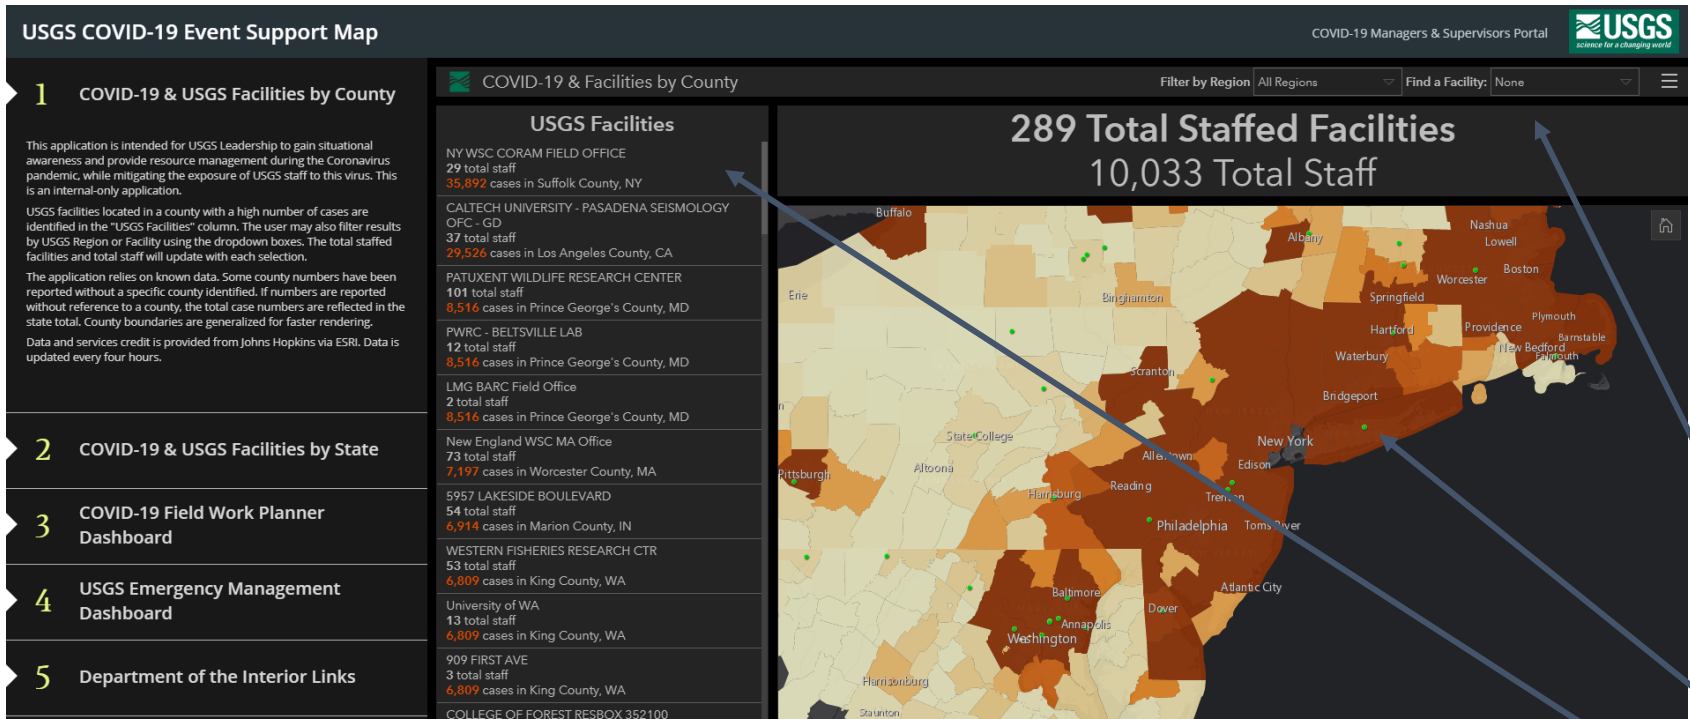 USGS COVID-19 Event Support Map
COVID-19 Managers & Supervisors Portal
USGS
science for a changing world
1
COVID-19 & USGS Facilities by County
This application is intended for USGS Leadership to gain situational
awareness and provide resource management during the Coronavirus
pandemic, while mitigating the exposure of USGS staff to this virus. This
is an internal-only application.
USGS facilities located in a county with a high number of cases are
identified in the "USGS Facilities" column. The user may also filter results
by USGS Region or Facility using the dropdown boxes. The total staffed
facilities and total staff will update with each selection.
The application relies on known data. Some county numbers have been
reported without a specific county identified. If numbers are reported
without reference to a county, the total case numbers are reflected in the
state total. County boundaries are generalized for faster rendering.
Data and services credit is provided from Johns Hopkins via ESRI. Data is
updated every four hours.
2
COVID-19 & USGS Facilities by State
3
COVID-19 Field Work Planner
Dashboard
4
USGS Emergency Management
Dashboard
5
Department of the Interior Links
COVID-19 & Facilities by County
Filter by Region All Regions
Find a Facility: None
USGS Facilities
NY WSC CORAM FIELD OFFICE
29 total staff
35,892 cases in Suffolk County, NY
CALTECH UNIVERSITY - PASADENA SEISMOLOGY
OFC - GD
37 total staff
29,526 cases in Los Angeles County, CA
PATUXENT WILDLIFE RESEARCH CENTER
101 total staff
8,516 cases in Prince George's County, MD
PWRC - BELTSVILLE LAB
12 total staff
8,516 cases in Prince George's County, MD
LMG BARC Field Office
2 total staff
8,516 cases in Prince George's County, MD
New England WSC MA Office
73 total staff
7,197 cases in Worcester County, MA
5957 LAKESIDE BOULEVARD
54 total staff
6,914 cases in Marion County, IN
WESTERN FISHERIES RESEARCH CTR
53 total staff
6,809 cases in King County, WA
University of WA
13 total staff
6,809 cases in King County, WA
909 FIRST AVE
3 total staff
6,809 cases in King County, WA
COLLEGE OF FOREST RESBOX 352100
289 Total Staffed Facilities
10,033 Total Staff
Buffalo
Nashua
Albany
Lowell
Worcester
Boston
Erie
Binghamton
Springfield
Plymouth
Hartford
Providence
Barnstable
New Bedford
Falmouth
Waterbury
Scranton
Bridgeport
State College
New York
Allentown
Edison
Altoona
Pittsburgh
Reading
Harrisburg
Trenton
Philadelphia
Toms River
Atlantic City
Baltimore
Dover
Annapolis
Washington
Harrisonburg
Staunton